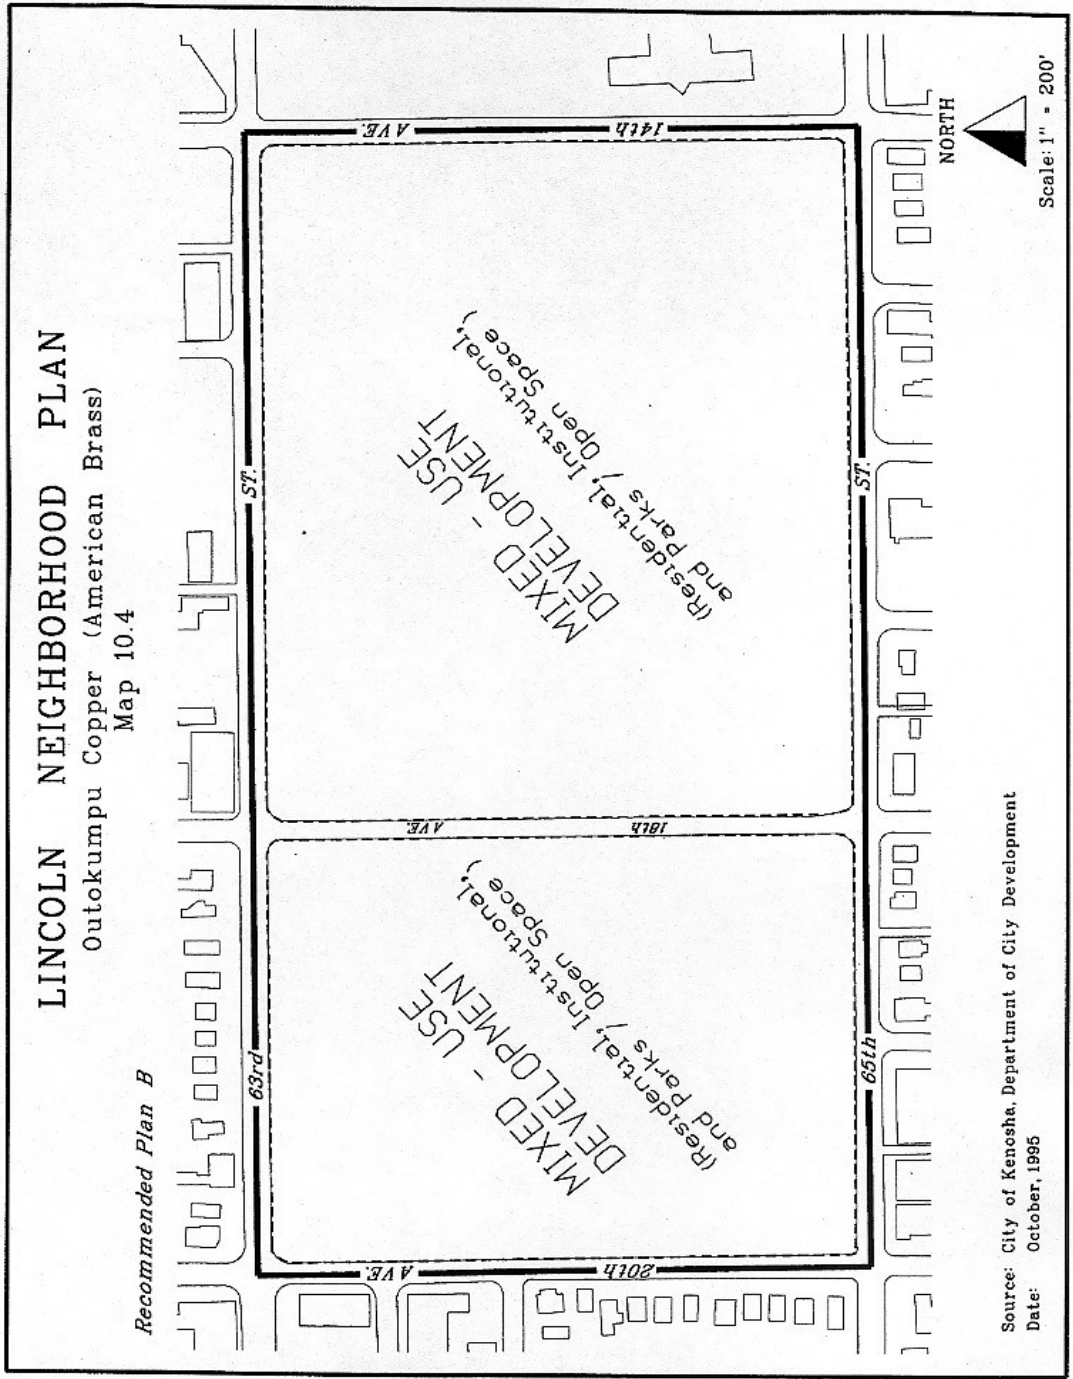 LINCOLN NEIGHBORHOOD PLAN
Outokumpu Copper (American Brass)
Map 10.4
Recommended Plan B
63rd
ST.
20th
AVE.
18th
AVE.
14th
AVE.
MIXED - USE
DEVELOPMENT
(Residential, Institutional,
and Parks / Open Space )
MIXED - USE
DEVELOPMENT
(Residential, Institutional,
and Parks / Open Space )
65th
ST.
NORTH
Scale: 1" = 200'
Source: City of Kenosha, Department of City Development
Date: October, 1995